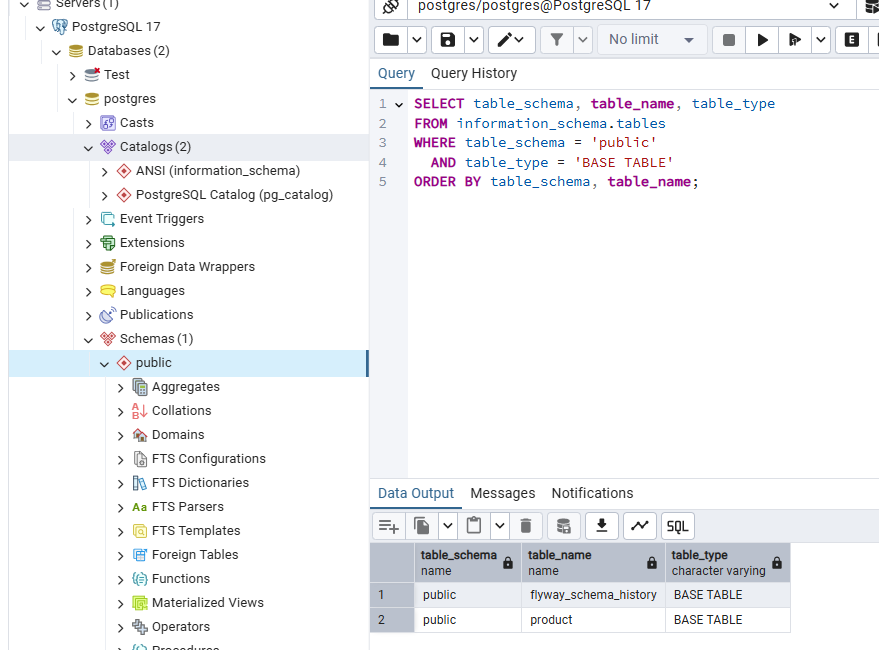 Servers (1)
PostgreSQL 17
Databases (2)
Test
postgres
Casts
Catalogs (2)
ANSI (information_schema)
PostgreSQL Catalog (pg_catalog)
Event Triggers
Extensions
Foreign Data Wrappers
Languages
Publications
Schemas (1)
public
Aggregates
Collations
Domains
FTS Configurations
FTS Dictionaries
Aa FTS Parsers
FTS Templates
Foreign Tables
Functions
Materialized Views
Operators
Procedures
postgres/postgres@PostgreSQL 17
No limit
E
Query Query History
1 SELECT table_schema, table_name, table_type
2 FROM information_schema.tables
3 WHERE table_schema = 'public'
4 AND table_type = 'BASE TABLE'
5 ORDER BY table_schema, table_name;
Data Output Messages Notifications
SQL
table_schema table_name table_type
name name character varying
1 public flyway_schema_history BASE TABLE
2 public product BASE TABLE